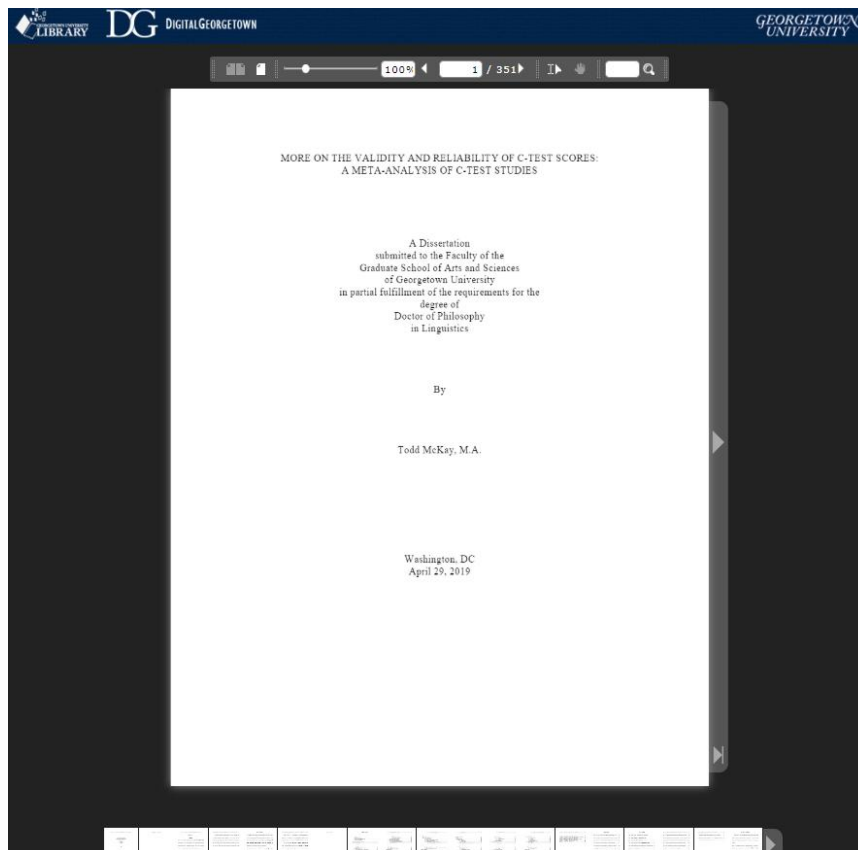 GEORGETOWN UNIVERSITY
LIBRARY
DG DIGITALGEORGETOWN
GEORGETOWN
UNIVERSITY
100%
1 / 351
MORE ON THE VALIDITY AND RELIABILITY OF C-TEST SCORES:
A META-ANALYSIS OF C-TEST STUDIES
A Dissertation
submitted to the Faculty of the
Graduate School of Arts and Sciences
of Georgetown University
in partial fulfillment of the requirements for the
degree of
Doctor of Philosophy
in Linguistics
By
Todd McKay, M.A.
Washington, DC
April 29, 2019